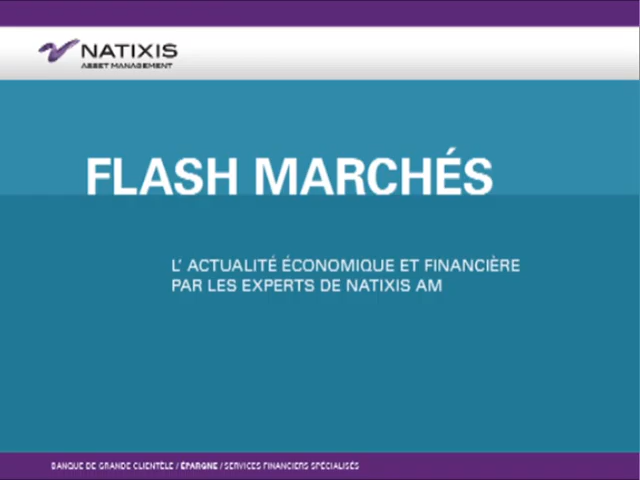 NATIXIS
ASSET MANAGEMENT
FLASH MARCHÉS
L' ACTUALITÉ ÉCONOMIQUE ET FINANCIÈRE
PAR LES EXPERTS DE NATIXIS AM
BANQUE DE GRANDE CLIENTÈLE / ÉPARGNE / SERVICES FINANCIERS SPÉCIALISÉS